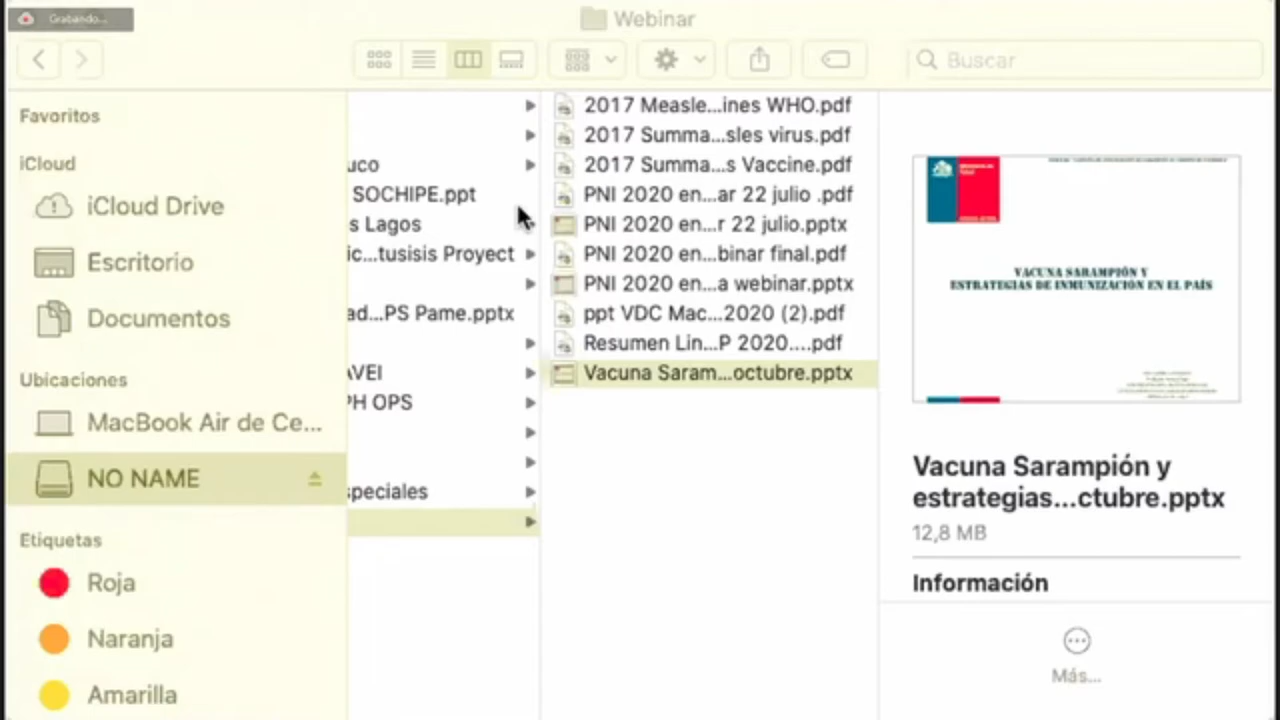 Grabando...
Webinar
Buscar
Favoritos
iCloud
iCloud Drive
Escritorio
Documentos
Ubicaciones
MacBook Air de Ce...
NO NAME
Etiquetas
Roja
Naranja
Amarilla
uco
SOCHIPE.ppt
s Lagos
ic...tusisis Proyect
ad...PS Pame.pptx
AVEI
PH OPS
speciales
2017 Measle...ines WHO.pdf
2017 Summa...sles virus.pdf
2017 Summa...s Vaccine.pdf
PNI 2020 en...ar 22 julio .pdf
PNI 2020 en...r 22 julio.pptx
PNI 2020 en...binar final.pdf
PNI 2020 en...a webinar.pptx
ppt VDC Mac...2020 (2).pdf
Resumen Lin...P 2020....pdf
Vacuna Saram...octubre.pptx
VACUNA SARAMPIÓN Y
ESTRATEGIAS DE INMUNIZACIÓN EN EL PAÍS
Vacuna Sarampión y
estrategias...ctubre.pptx
12,8 MB
Información
Más...